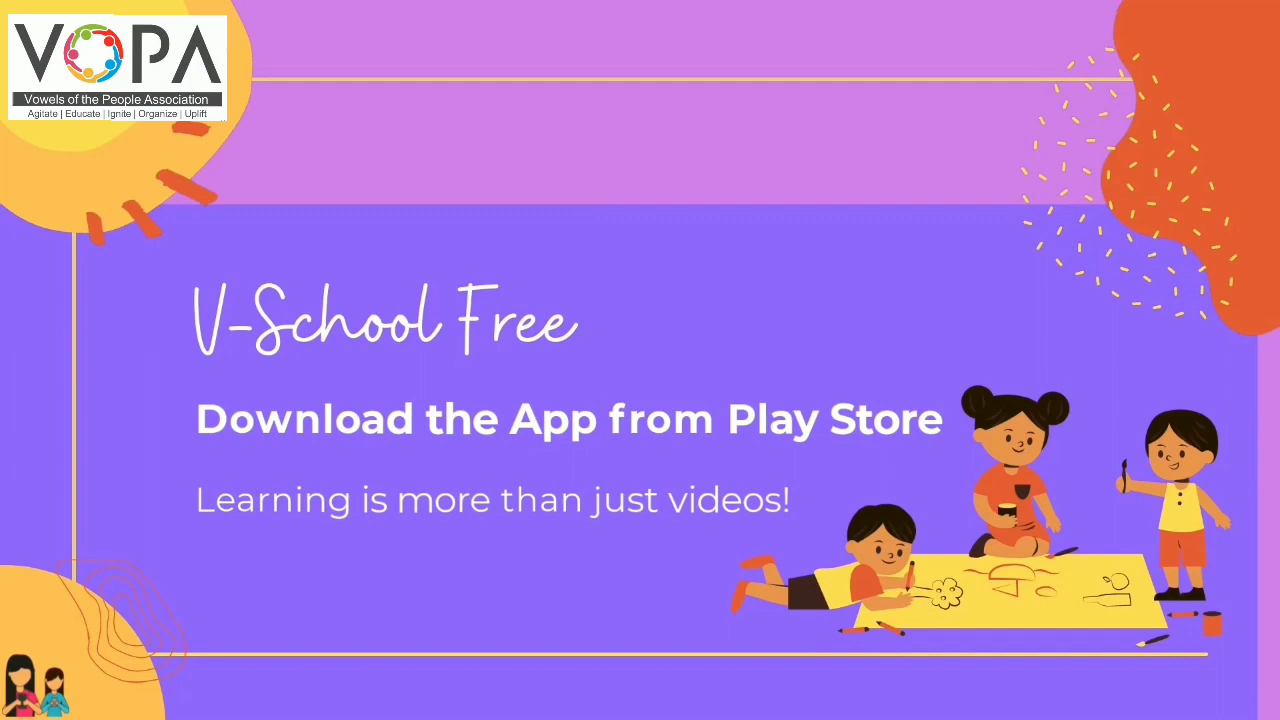 VOPA
Vowels of the People Association
Agitate | Educate | Ignite | Organize | Uplift
V-School Free
Download the App from Play Store
Learning is more than just videos!